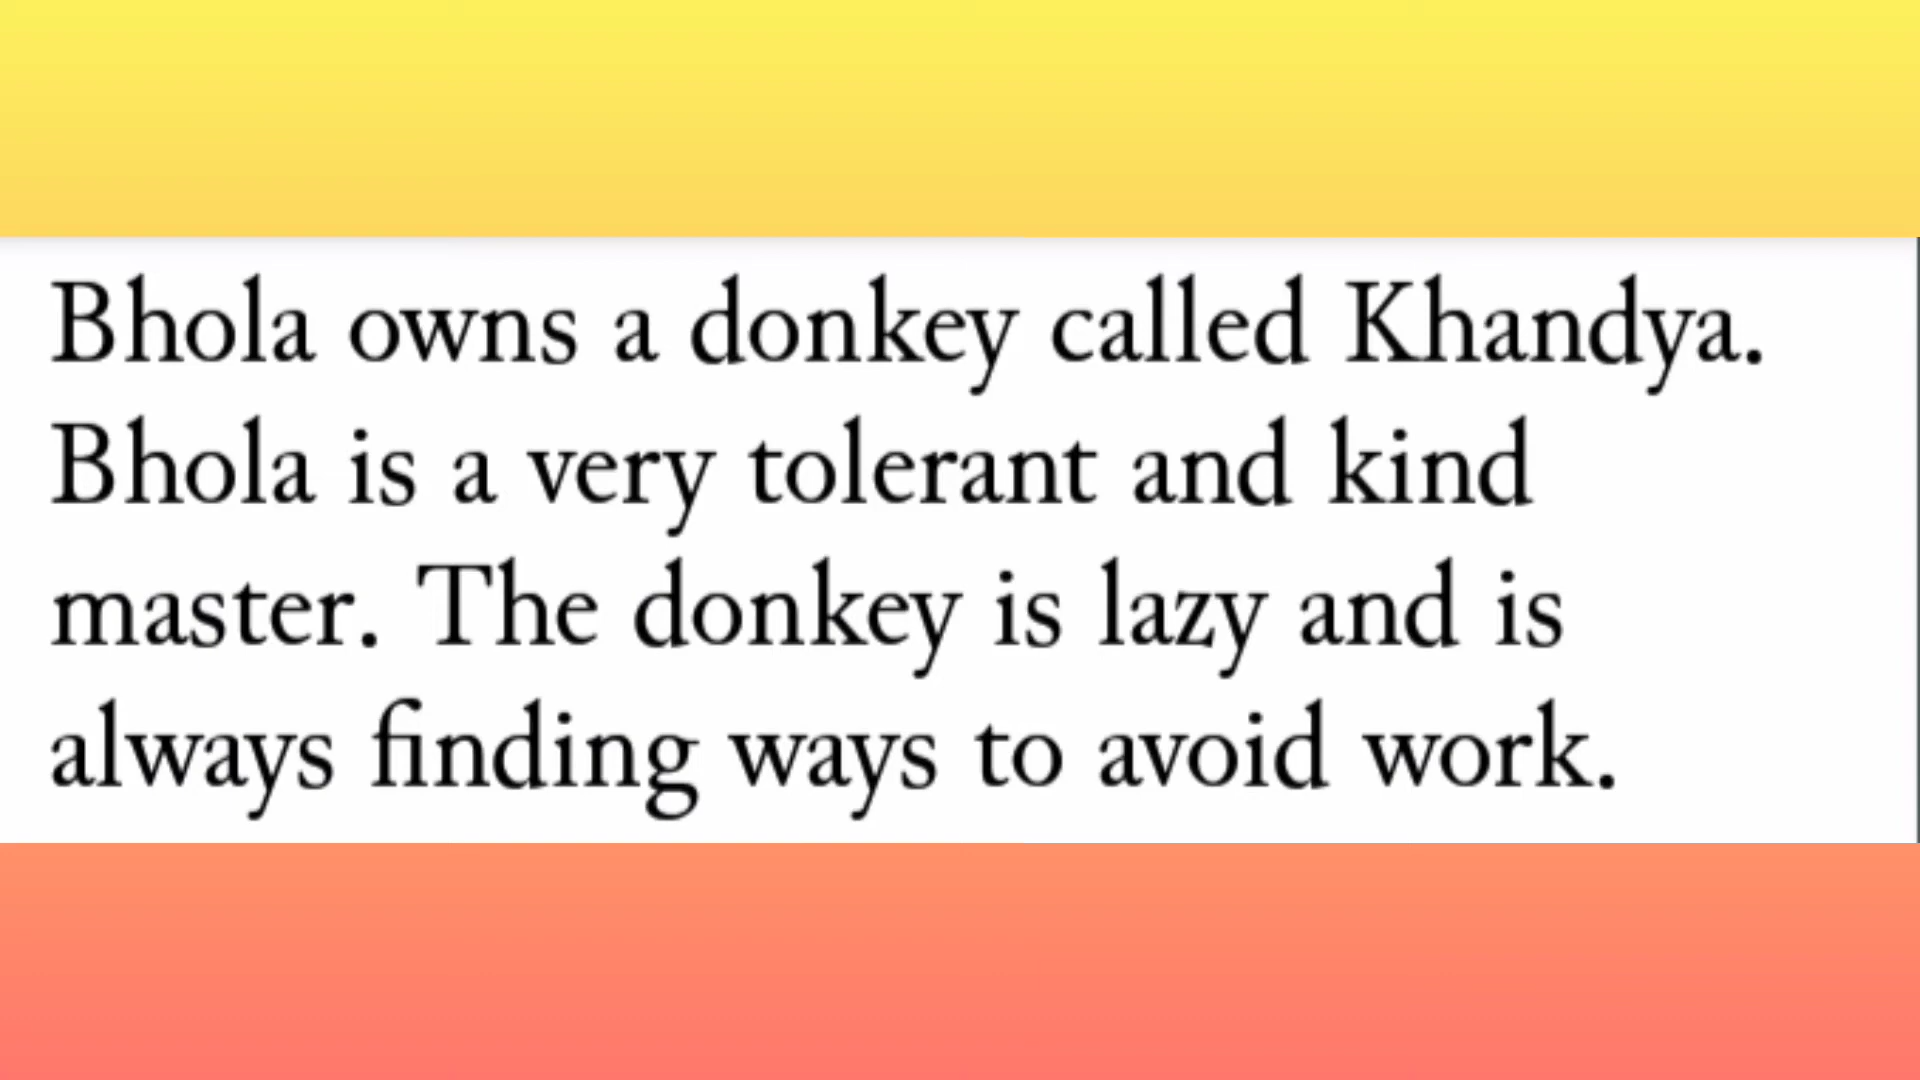 Bhola owns a donkey called Khandya.
Bhola is a very tolerant and kind
master. The donkey is lazy and is
always finding ways to avoid work.